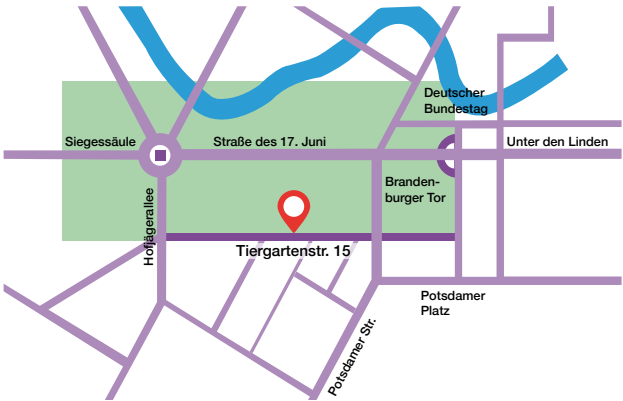 Deutscher
Bundestag
Siegessäule
Straße des 17. Juni
Unter den Linden
Branden-
burger Tor
Hofjägerallee
Tiergartenstr. 15
Potsdamer
Platz
Potsdamer Str.